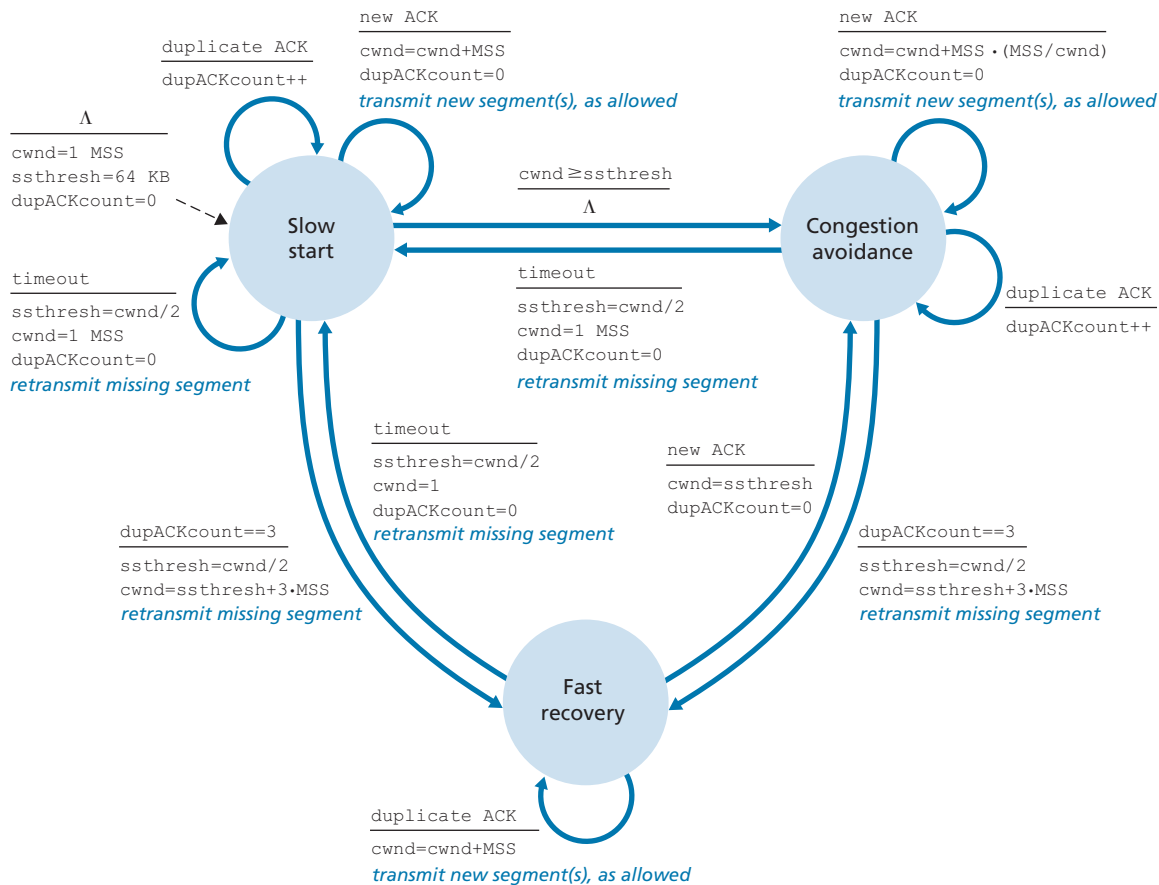 new ACK
cwnd=cwnd+MSS
dupACKcount=0
transmit new segment(s), as allowed
new ACK
cwnd=cwnd+MSS · (MSS/cwnd)
dupACKcount=0
transmit new segment(s), as allowed
duplicate ACK
dupACKcount++
Λ
cwnd=1 MSS
ssthresh=64 KB
dupACKcount=0
Slow
start
cwnd≥ssthresh
Λ
Congestion
avoidance
timeout
ssthresh=cwnd/2
cwnd=1 MSS
dupACKcount=0
retransmit missing segment
timeout
ssthresh=cwnd/2
cwnd=1 MSS
dupACKcount=0
retransmit missing segment
duplicate ACK
dupACKcount++
timeout
ssthresh=cwnd/2
cwnd=1
dupACKcount=0
retransmit missing segment
new ACK
cwnd=ssthresh
dupACKcount=0
dupACKcount==3
ssthresh=cwnd/2
cwnd=ssthresh+3·MSS
retransmit missing segment
dupACKcount==3
ssthresh=cwnd/2
cwnd=ssthresh+3·MSS
retransmit missing segment
Fast
recovery
duplicate ACK
cwnd=cwnd+MSS
transmit new segment(s), as allowed